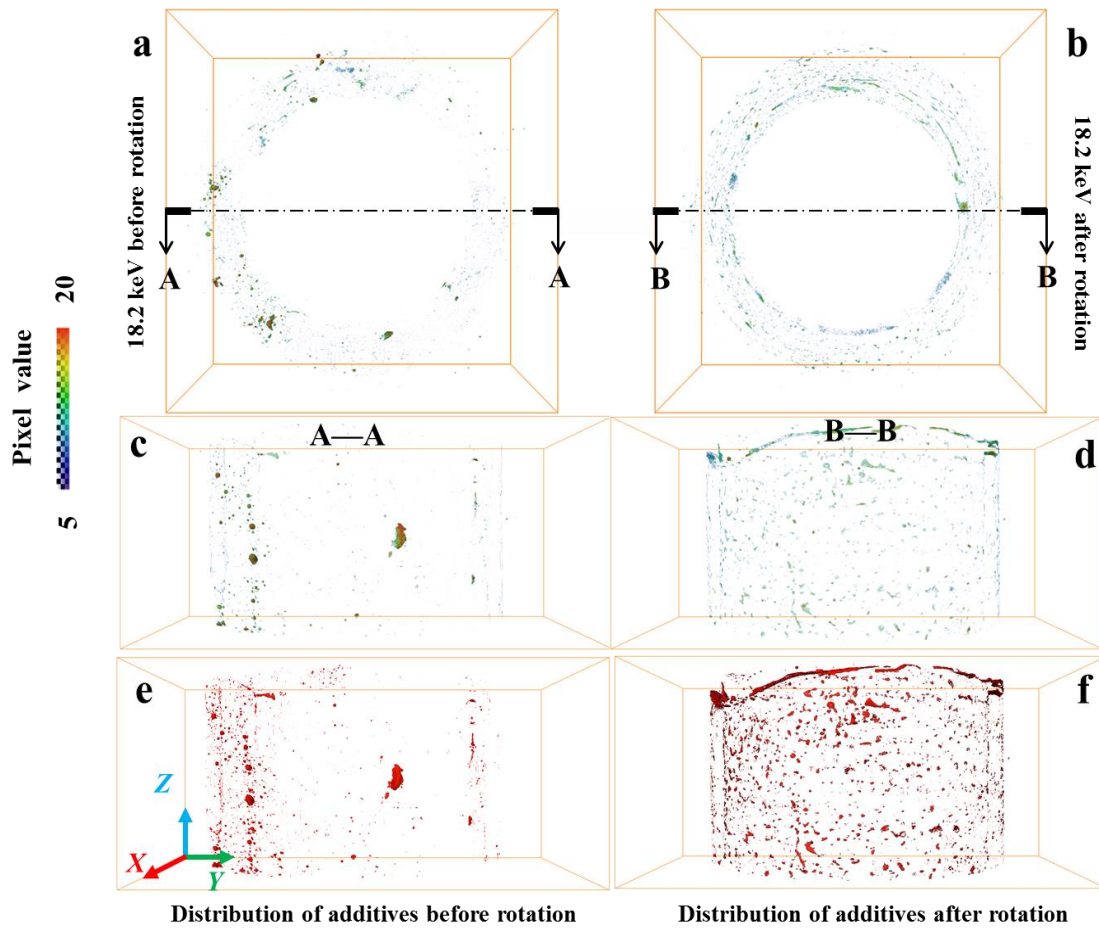 a
b
18.2 keV before rotation
18.2 keV after rotation
A
A
B
B
20
Pixel value
5
c
A—A
B—B
d
e
f
Z
X
Y
Distribution of additives before rotation
Distribution of additives after rotation